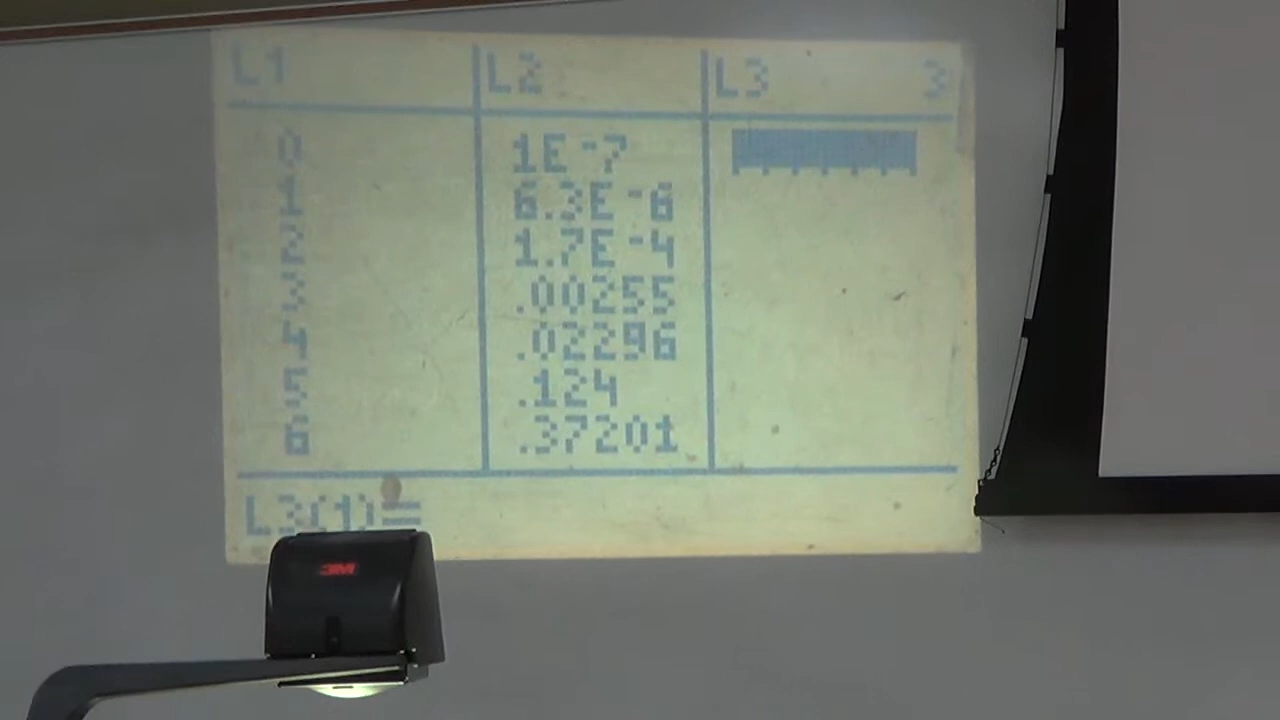 L1 L2 L3 3
0 1E⁻7
1 6.3E⁻6
2 1.7E⁻4
3 .00255
4 .02296
5 .124
6 .37201
L3(1)=
3M